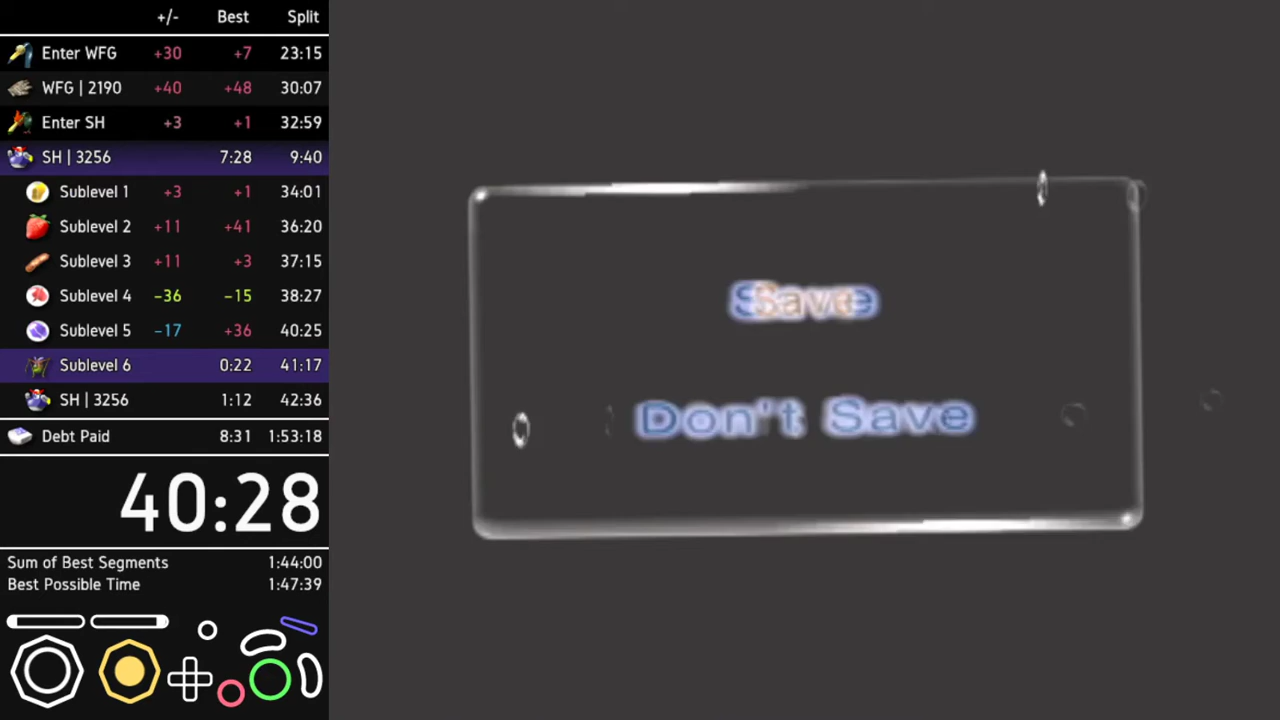 +/- Best Split
Enter WFG +30 +7 23:15
WFG | 2190 +40 +48 30:07
Enter SH +3 +1 32:59
SH | 3256 7:28 9:40
Sublevel 1 +3 +1 34:01
Sublevel 2 +11 +41 36:20
Sublevel 3 +11 +3 37:15
Sublevel 4 -36 -15 38:27
Sublevel 5 -17 +36 40:25
Sublevel 6 0:22 41:17
SH | 3256 1:12 42:36
Debt Paid 8:31 1:53:18
40:28
Sum of Best Segments 1:44:00
Best Possible Time 1:47:39
Save
Don't Save